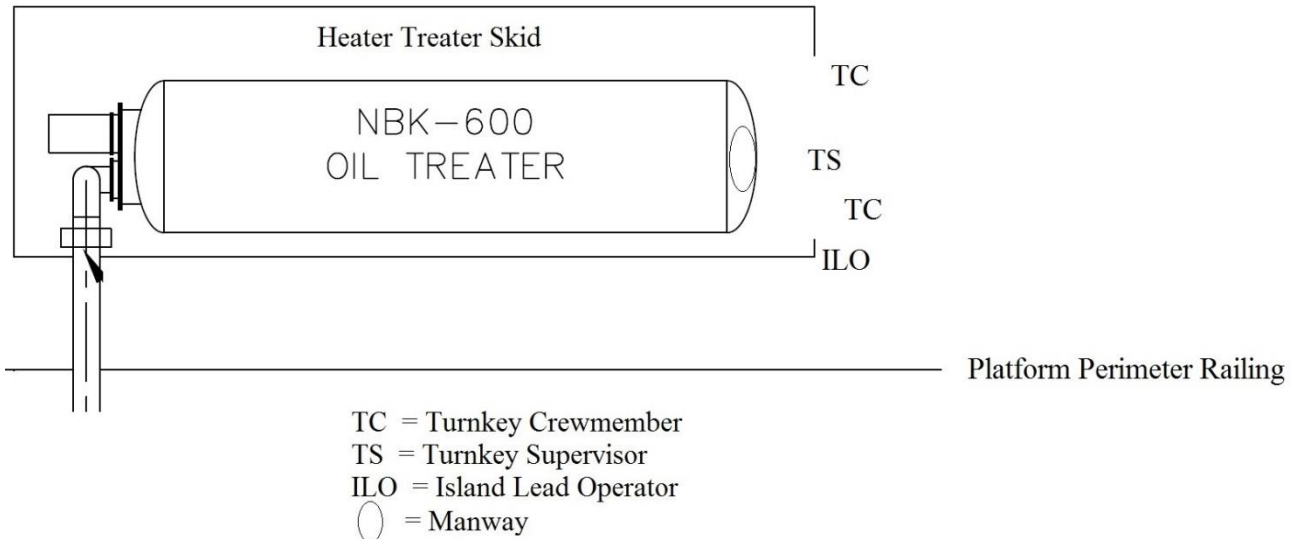 Heater Treater Skid
TC
NBK-600
OIL TREATER
TS
TC
ILO
Platform Perimeter Railing
TC = Turnkey Crewmember
TS = Turnkey Supervisor
ILO = Island Lead Operator
= Manway